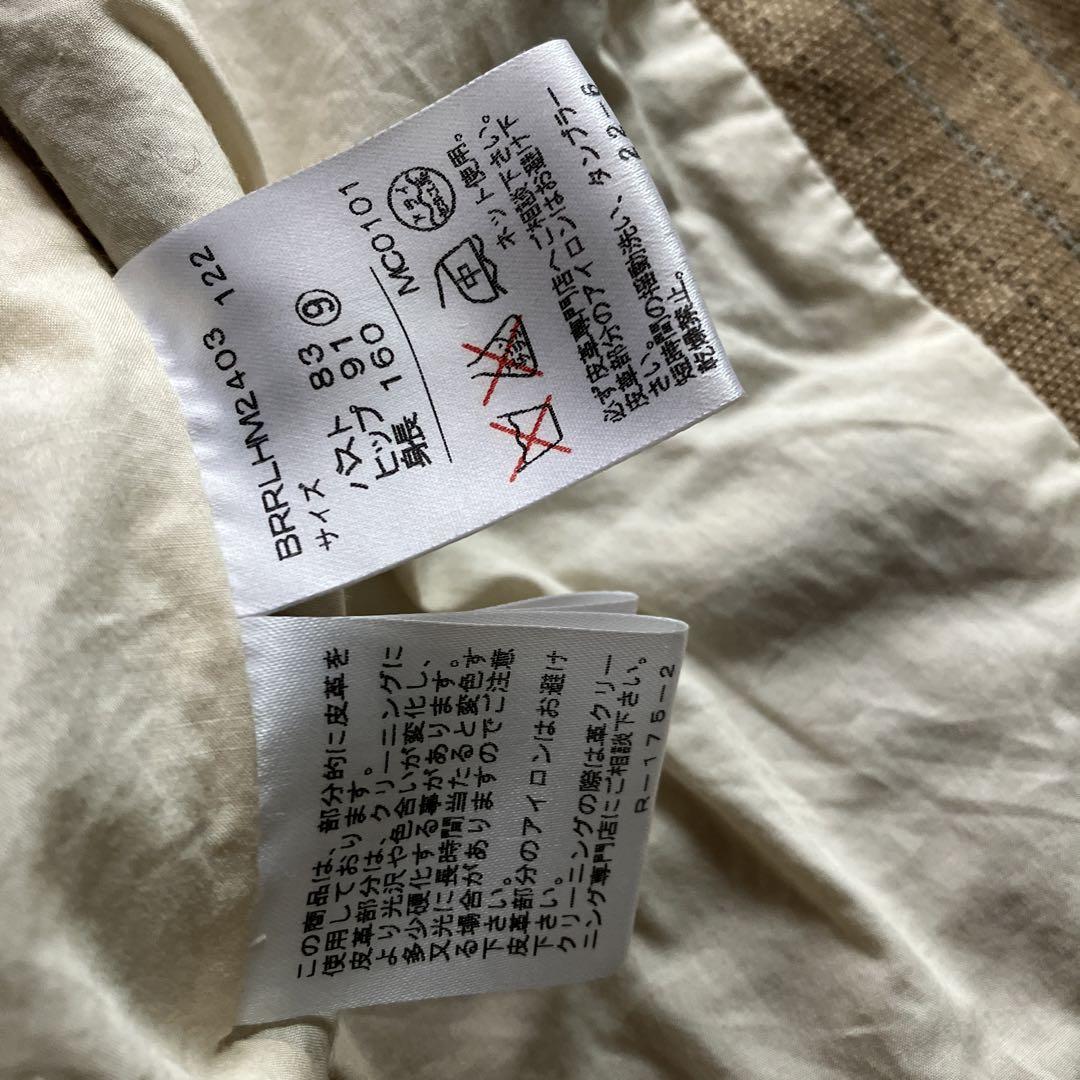 BRRLHM2403 122
サイズ ⑨
バスト 83
ヒップ 91
身長 160
MC0101
ネット使用。
中
必ず皮革専門店へご相談下さい。
皮革部分のアイロンはお避け下
さい。短時間の振動洗い、タンブラー
乾燥禁止。
22-6
この商品は、部分的に皮革を
使用しております。
皮革部分は、クリーニングに
より光沢や色合いが変化し、
多少硬化する事があります。
又光に長時間当たると変色す
る場合がありますのでご注意
下さい。
皮革部分のアイロンはお避け
下さい。
クリーニングの際は革クリー
ニング専門店にご相談下さい。
R-175-2